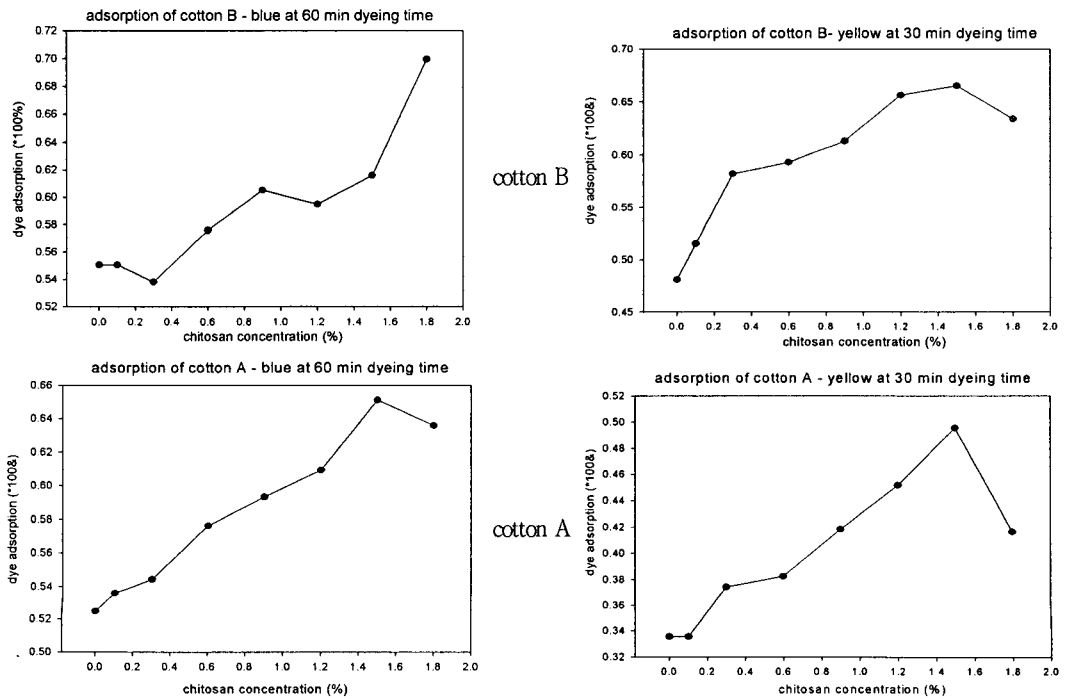 adsorption of cotton B - blue at 60 min dyeing time
dye adsorption (*100%)
0.72
0.70
0.68
0.66
0.64
0.62
0.60
0.58
0.56
0.54
0.52
0.0 0.2 0.4 0.6 0.8 1.0 1.2 1.4 1.6 1.8 2.0
chitosan concentration (%)
cotton B
adsorption of cotton B- yellow at 30 min dyeing time
dye adsorption (*100&)
0.70
0.65
0.60
0.55
0.50
0.45
0.0 0.2 0.4 0.6 0.8 1.0 1.2 1.4 1.6 1.8 2.0
chitosan concentration (%)
adsorption of cotton A - blue at 60 min dyeing time
dye adsorption (*100&)
0.66
0.64
0.62
0.60
0.58
0.56
0.54
0.52
0.50
0.0 0.2 0.4 0.6 0.8 1.0 1.2 1.4 1.6 1.8 2.0
chitosan concentration (%)
cotton A
adsorption of cotton A - yellow at 30 min dyeing time
dye adsorption (*100&)
0.52
0.50
0.48
0.46
0.44
0.42
0.40
0.38
0.36
0.34
0.32
0.0 0.2 0.4 0.6 0.8 1.0 1.2 1.4 1.6 1.8 2.0
chitosan concentration (%)